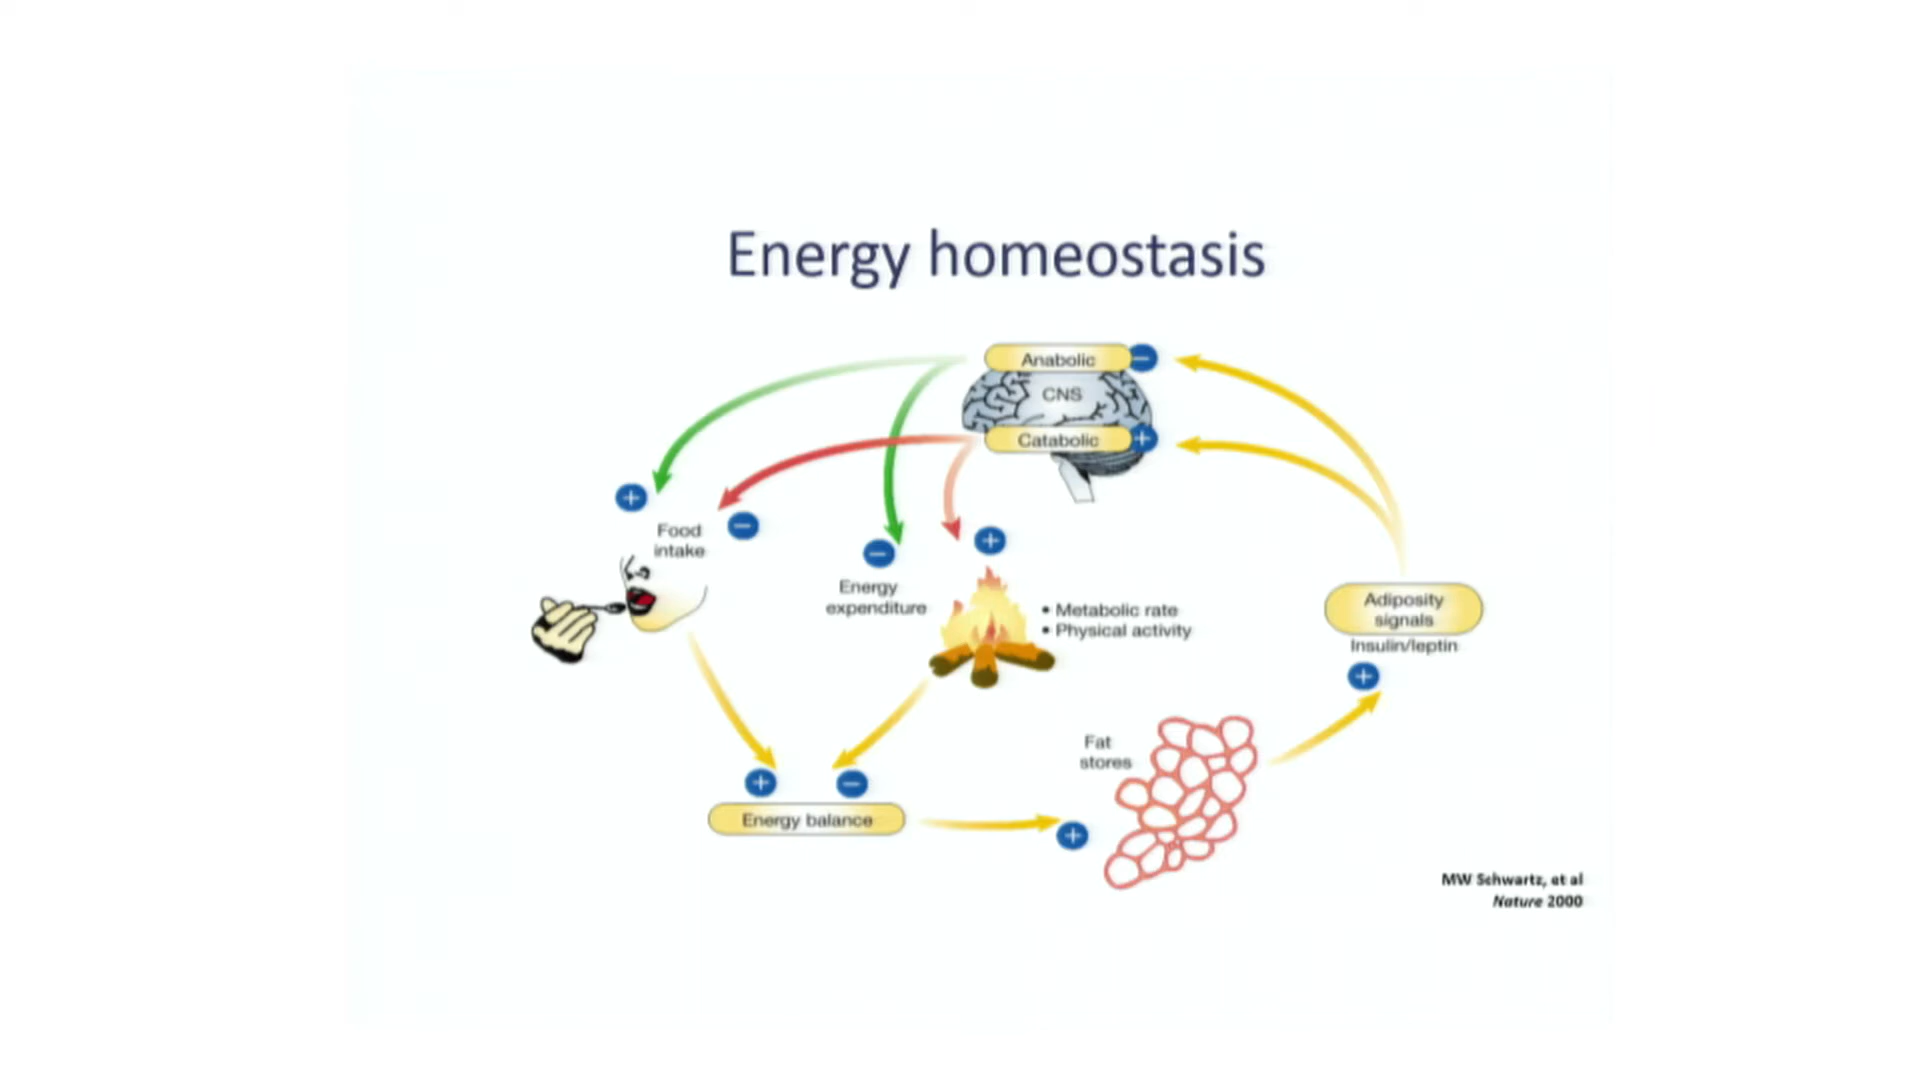 Energy homeostasis
Anabolic
−
CNS
Catabolic
+
+
Food
intake
−
−
+
Energy
expenditure
• Metabolic rate
• Physical activity
Adiposity
signals
Insulin/leptin
+
Fat
stores
+
−
Energy balance
+
MW Schwartz, et al
Nature 2000